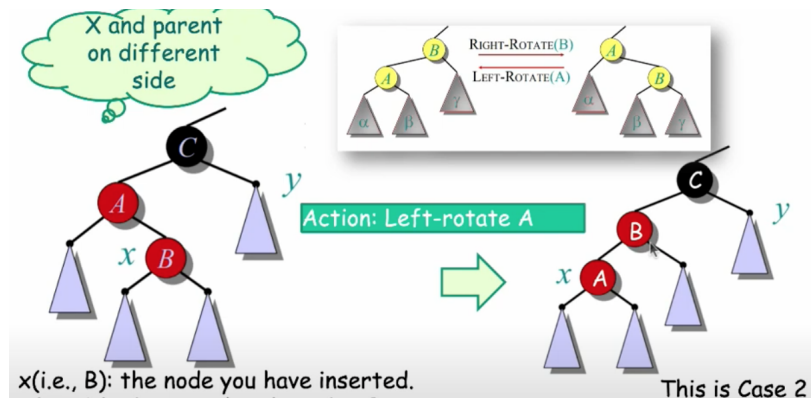 X and parent
on different
side
B
RIGHT-ROTATE(B)
A
A
LEFT-ROTATE(A)
B
γ
α
α
β
β
γ
C
y
A
x
B
Action: Left-rotate A
C
y
B
x
A
x(i.e., B): the node you have inserted.
This is Case 2